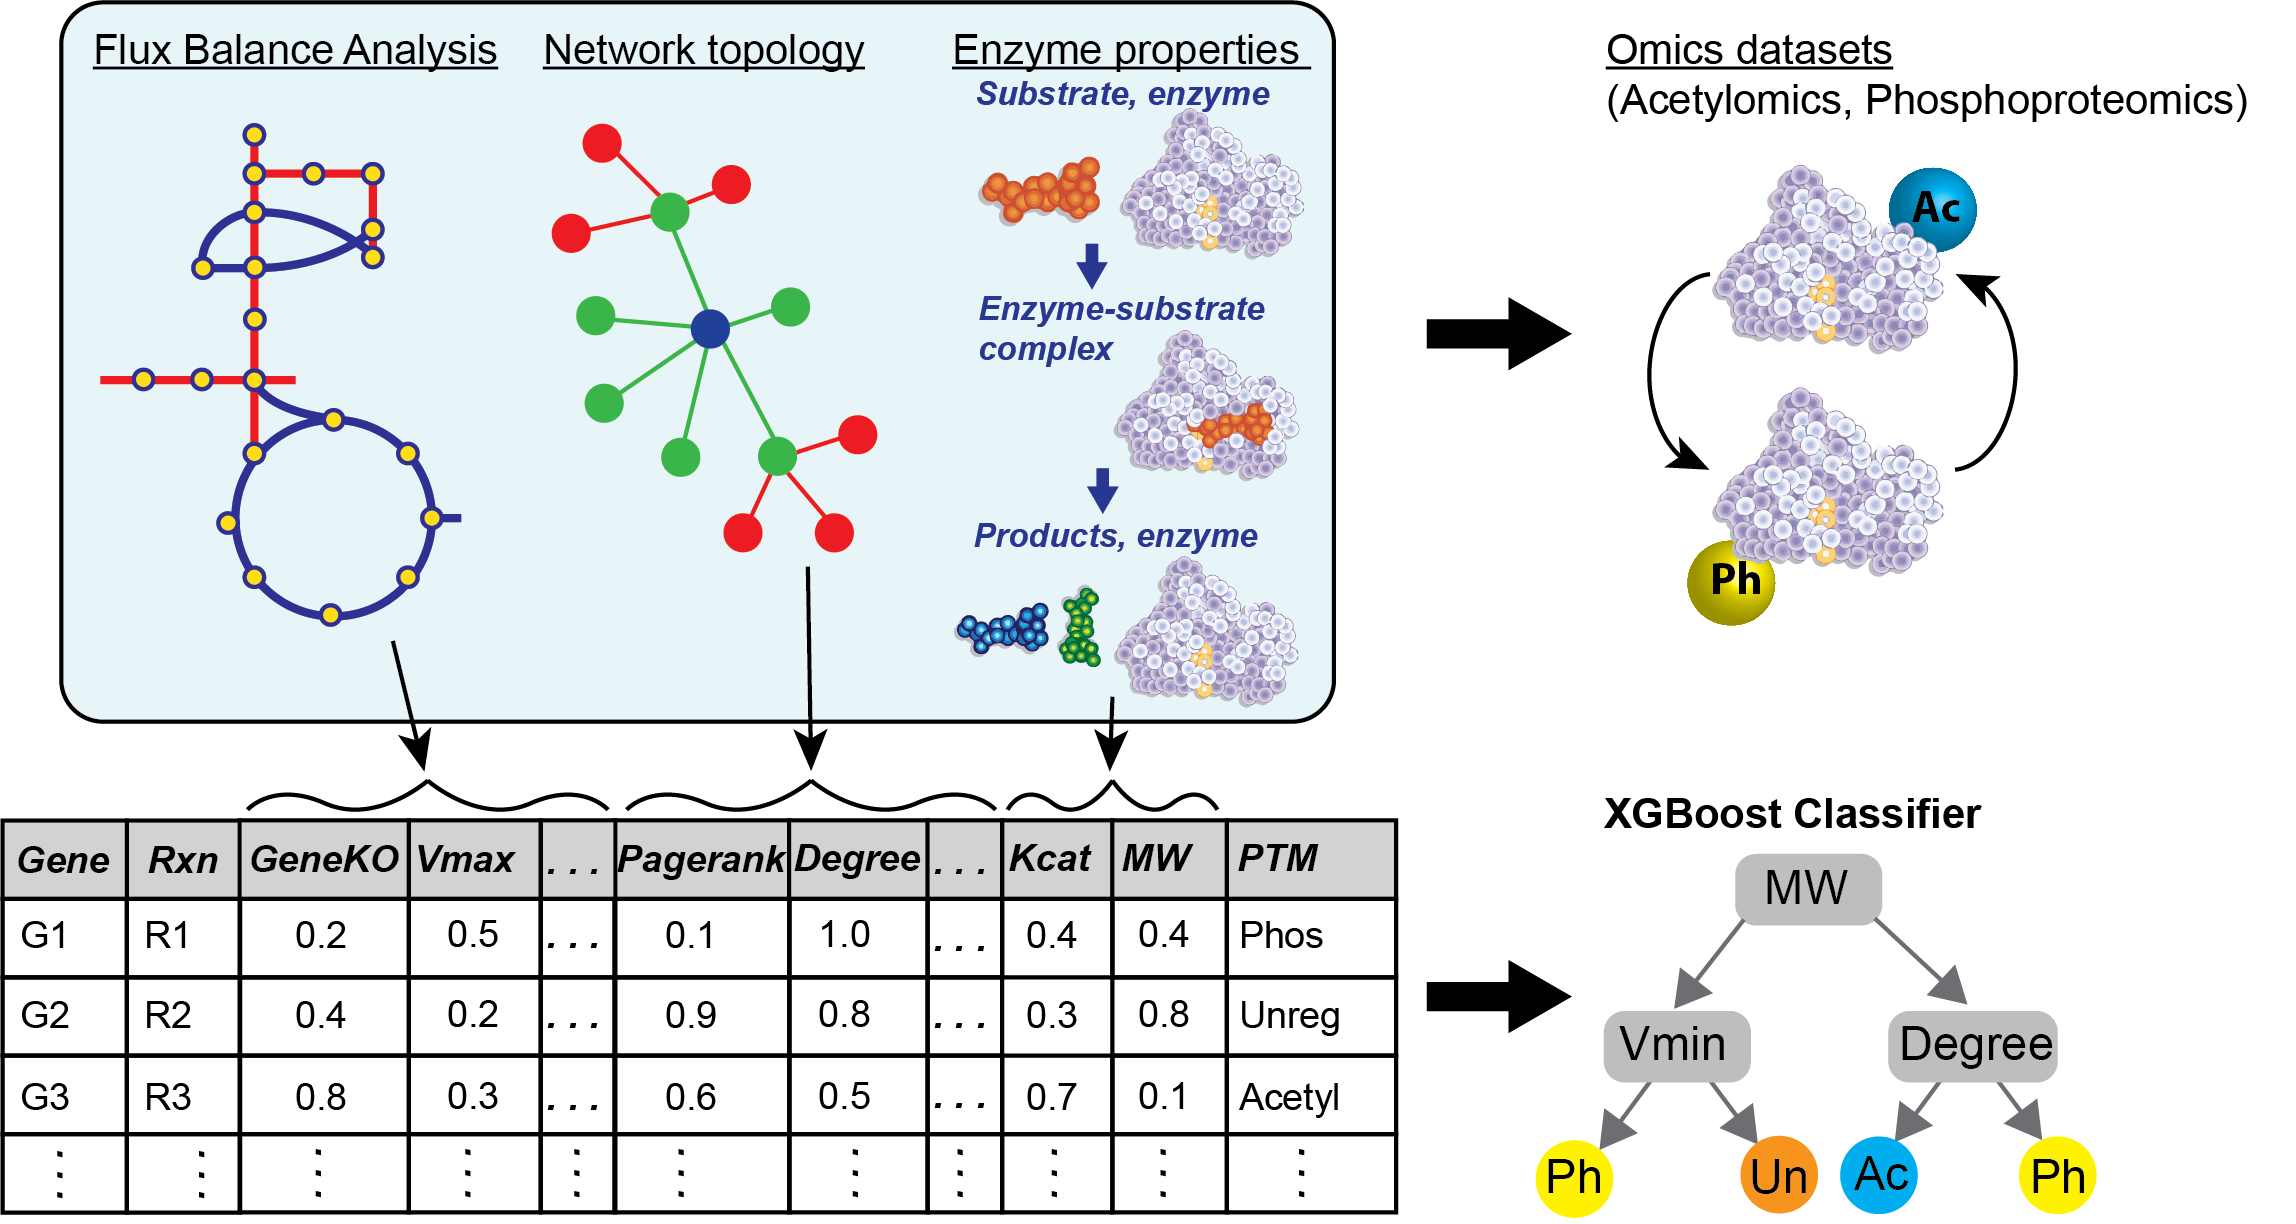 Flux Balance Analysis
Network topology
Enzyme properties
Substrate, enzyme
Enzyme-substrate
complex
Products, enzyme
Omics datasets
(Acetylomics, Phosphoproteomics)
Ac
Ph
Gene Rxn GeneKO Vmax ... Pagerank Degree ... Kcat MW PTM
G1 R1 0.2 0.5 ... 0.1 1.0 ... 0.4 0.4 Phos
G2 R2 0.4 0.2 ... 0.9 0.8 ... 0.3 0.8 Unreg
G3 R3 0.8 0.3 ... 0.6 0.5 ... 0.7 0.1 Acetyl
⋮ ⋮ ⋮ ⋮ ⋮ ⋮ ⋮ ⋮ ⋮ ⋮ ⋮
XGBoost Classifier
MW
Vmin Degree
Ph Un Ac Ph